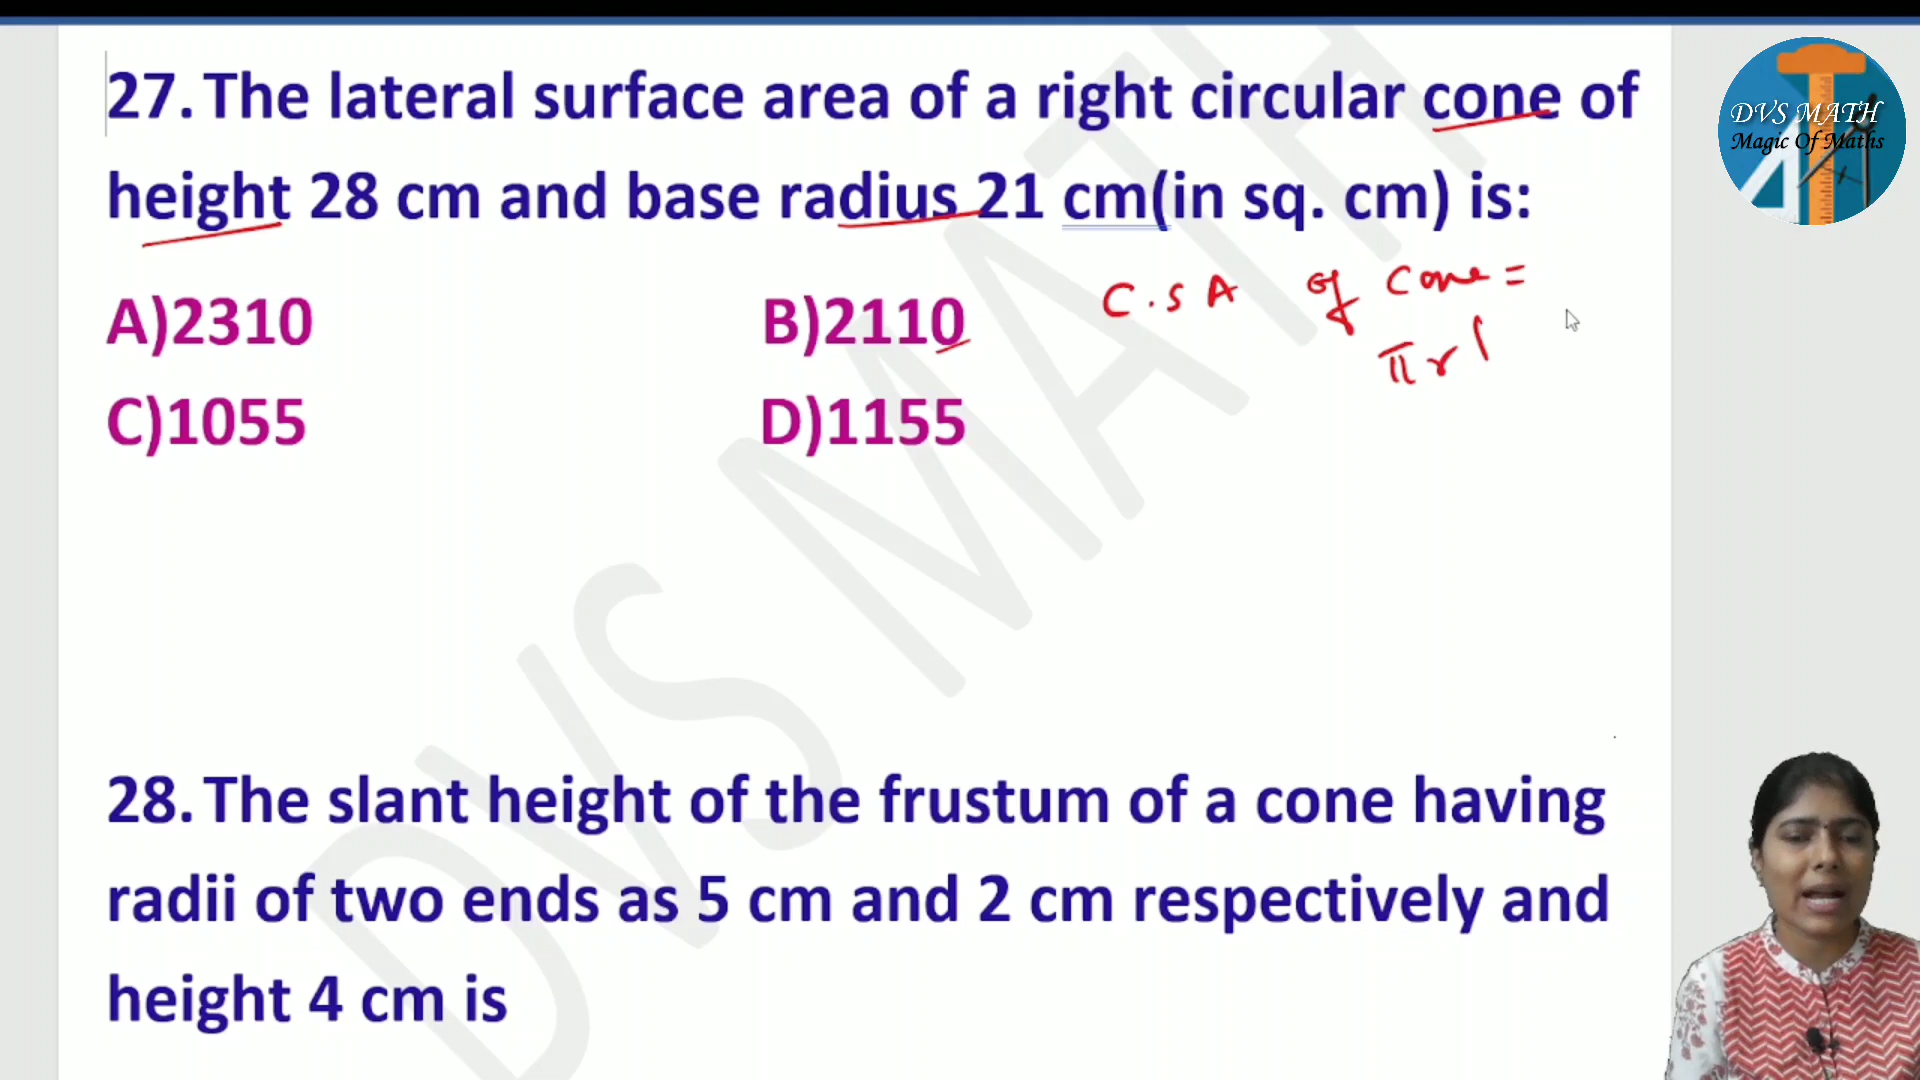 27. The lateral surface area of a right circular cone of
height 28 cm and base radius 21 cm(in sq. cm) is:
A)2310 B)2110
C)1055 D)1155
C.SA of cone =
πrl
28. The slant height of the frustum of a cone having
radii of two ends as 5 cm and 2 cm respectively and
height 4 cm is
DVS MATH
Magic Of Maths
DVS MATH